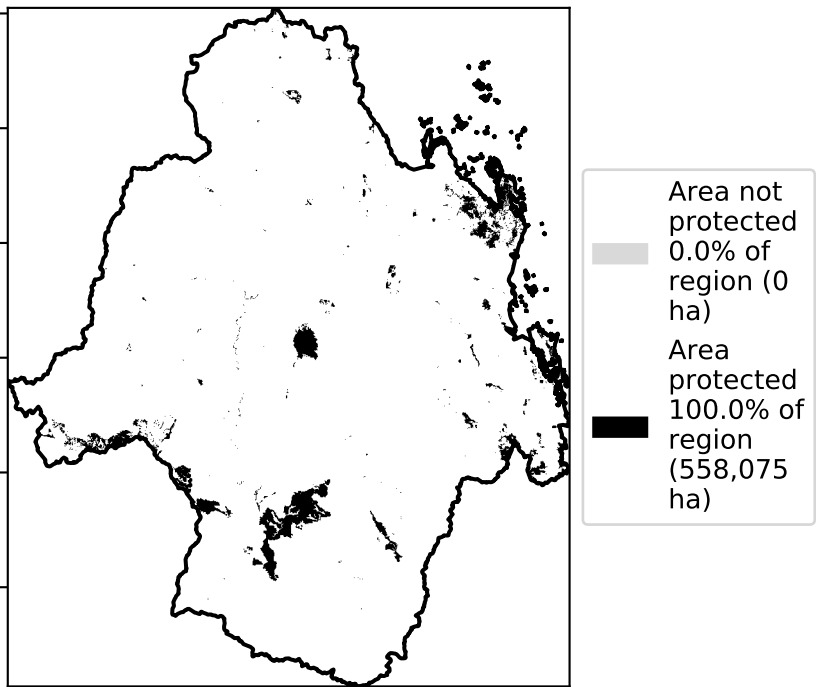 Area not
protected
0.0% of
region (0
ha)
Area
protected
100.0% of
region
(558,075
ha)